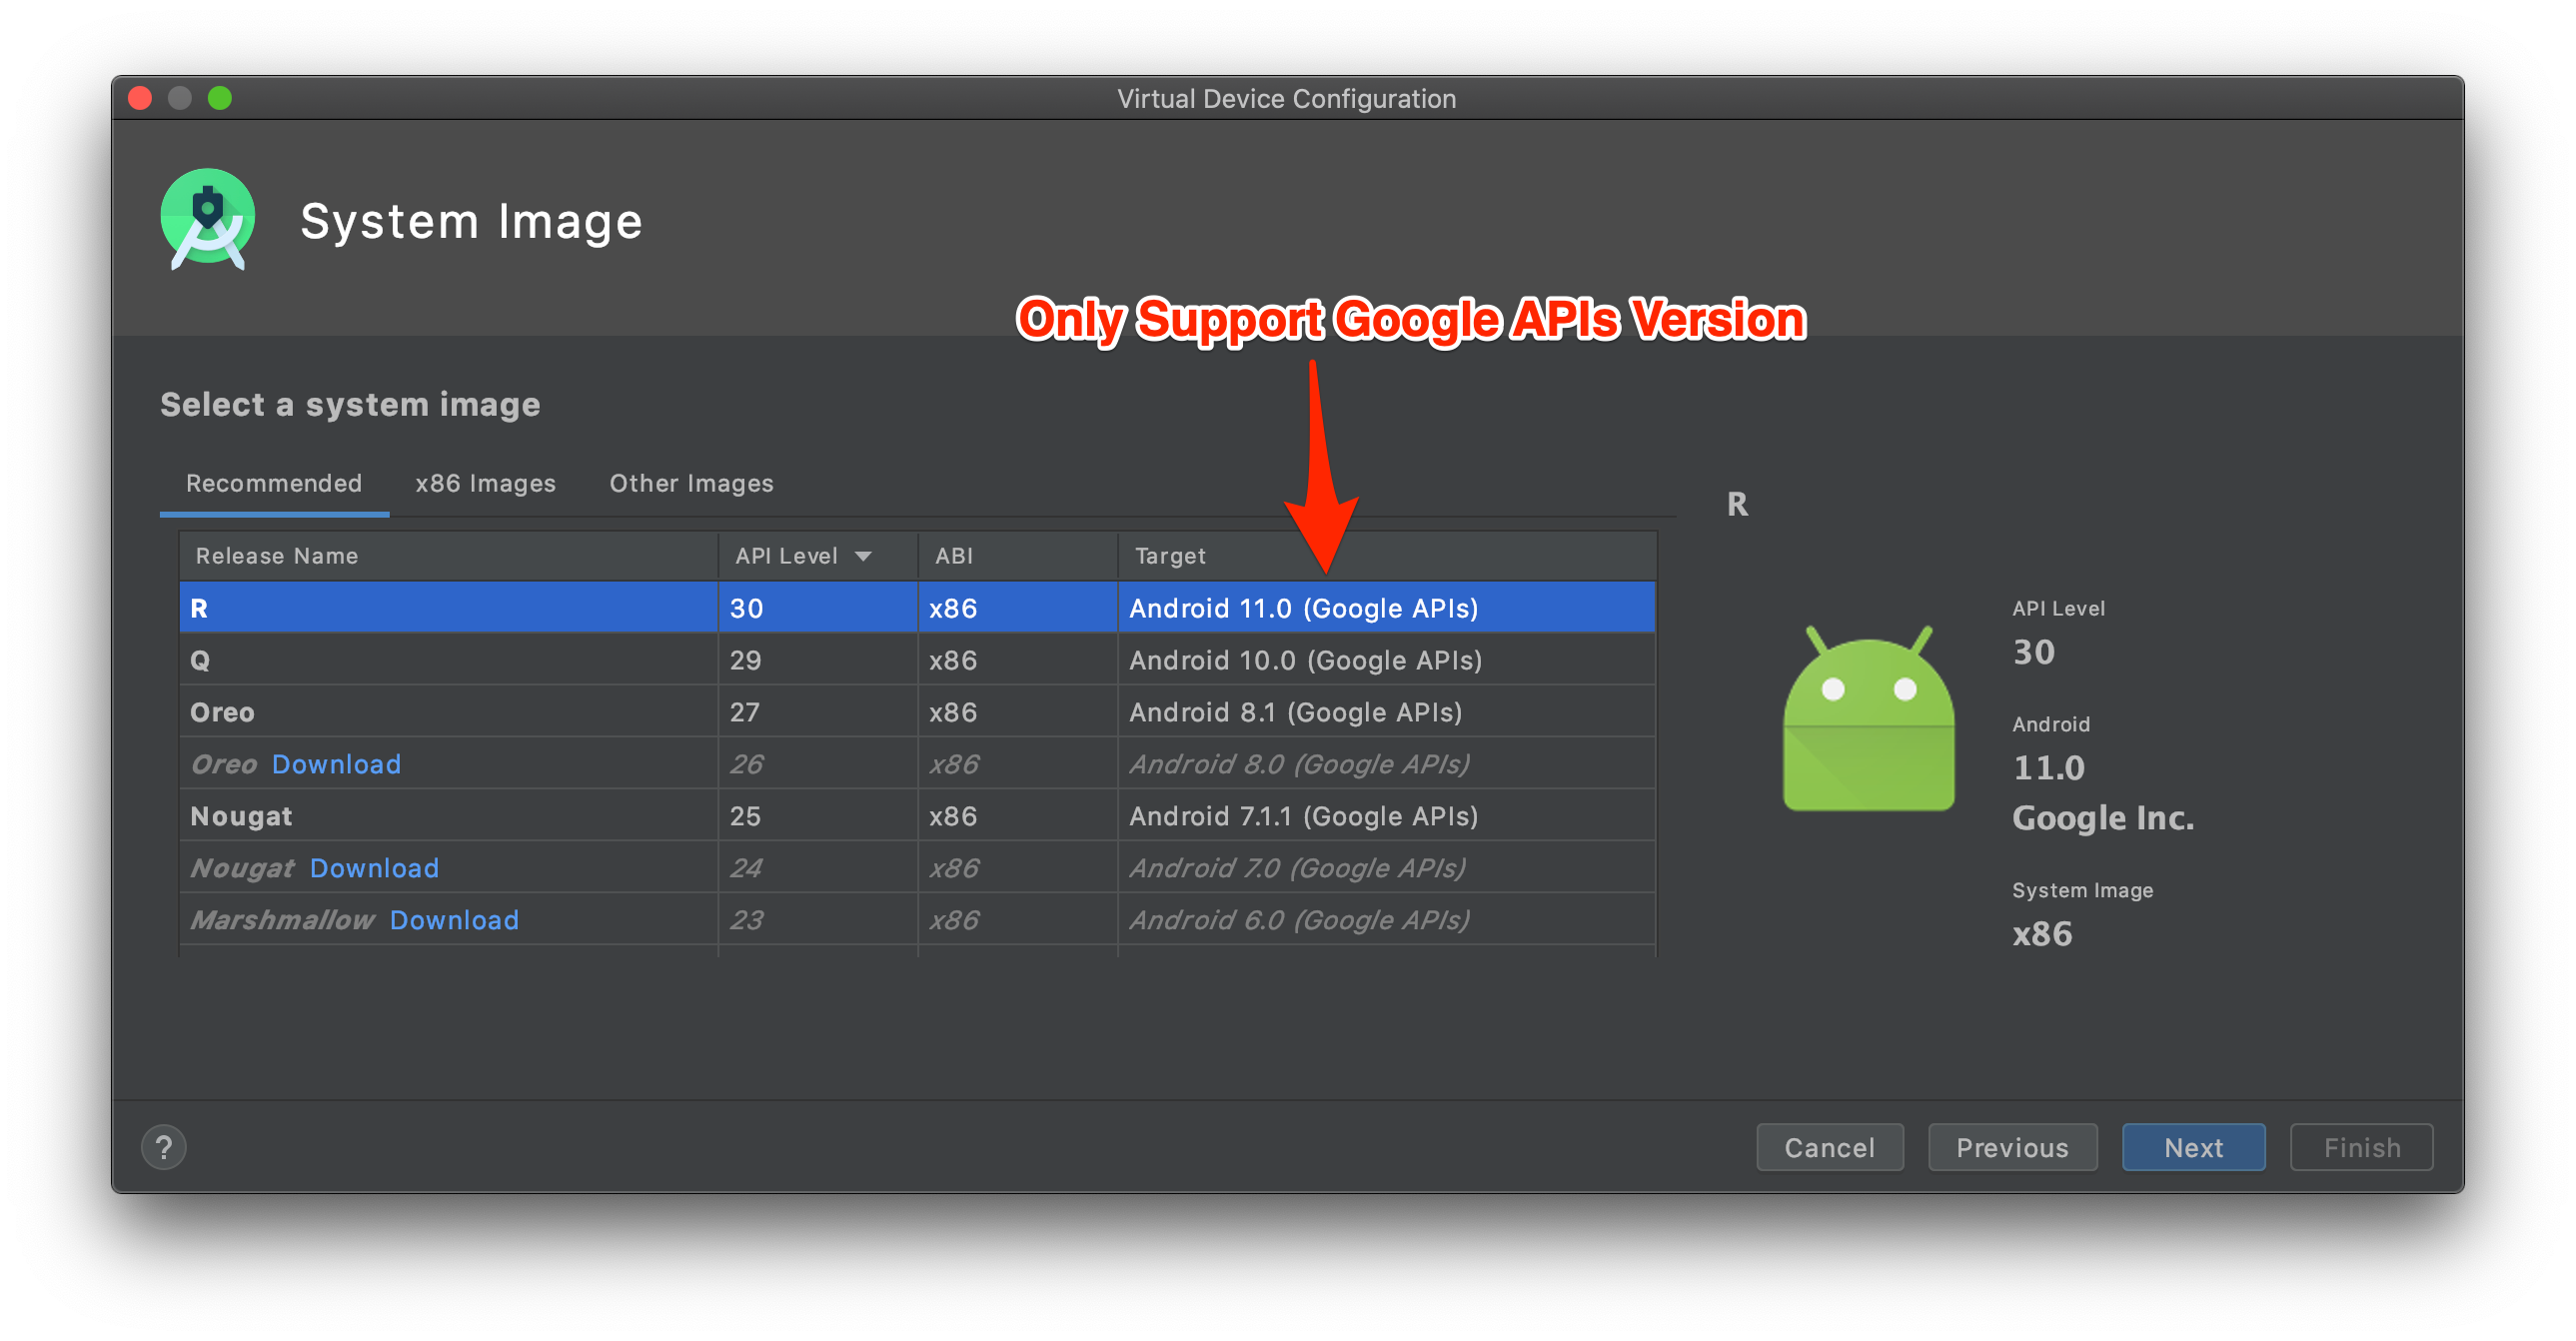 Virtual Device Configuration
System Image
Only Support Google APIs Version
Select a system image
Recommended x86 Images Other Images
Release Name API Level ABI Target
R 30 x86 Android 11.0 (Google APIs)
Q 29 x86 Android 10.0 (Google APIs)
Oreo 27 x86 Android 8.1 (Google APIs)
Oreo Download 26 x86 Android 8.0 (Google APIs)
Nougat 25 x86 Android 7.1.1 (Google APIs)
Nougat Download 24 x86 Android 7.0 (Google APIs)
Marshmallow Download 23 x86 Android 6.0 (Google APIs)
R
API Level
30
Android
11.0
Google Inc.
System Image
x86
? Cancel Previous Next Finish